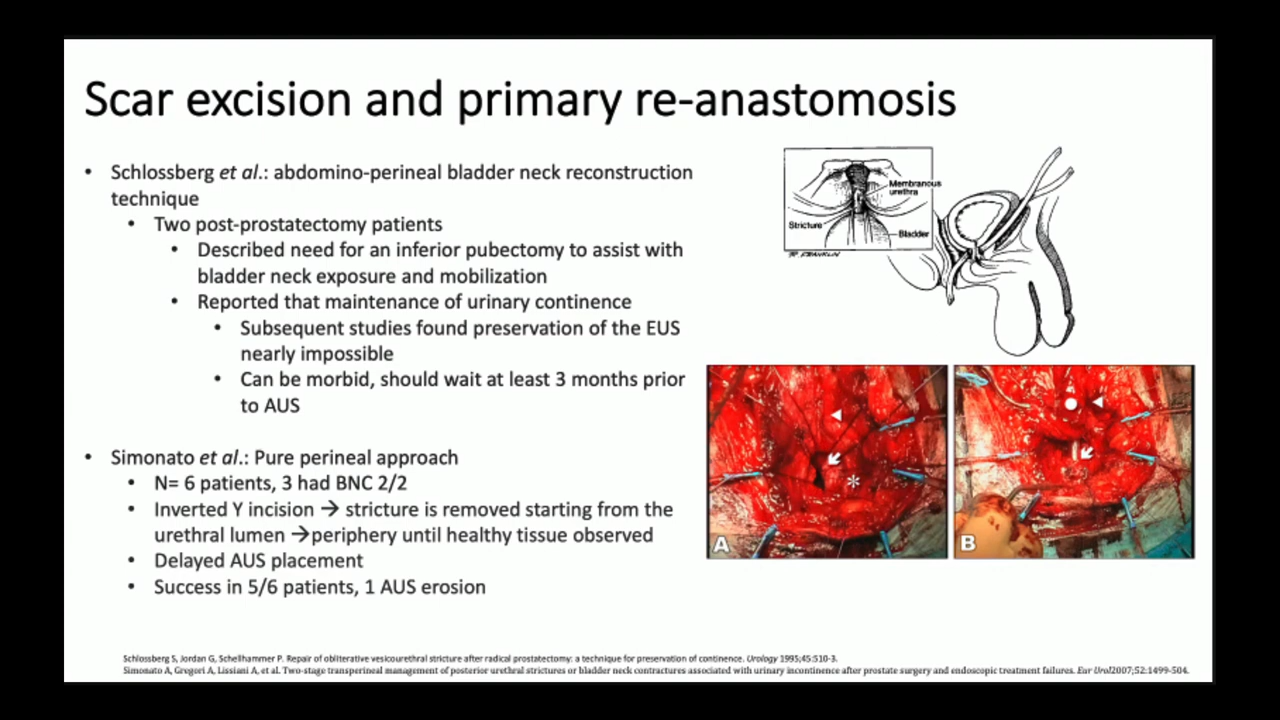 Scar excision and primary re-anastomosis
• Schlossberg et al.: abdomino-perineal bladder neck reconstruction
technique
• Two post-prostatectomy patients
• Described need for an inferior pubectomy to assist with
bladder neck exposure and mobilization
• Reported that maintenance of urinary continence
• Subsequent studies found preservation of the EUS
nearly impossible
• Can be morbid, should wait at least 3 months prior
to AUS
• Simonato et al.: Pure perineal approach
• N= 6 patients, 3 had BNC 2/2
• Inverted Y incision → stricture is removed starting from the
urethral lumen →periphery until healthy tissue observed
• Delayed AUS placement
• Success in 5/6 patients, 1 AUS erosion
Membranous
urethra
Stricture
Bladder
FRANKLIN
*
A
B
Schlossberg S, Jordan G, Schellhammer P. Repair of obliterative vesicourethral stricture after radical prostatectomy: a technique for preservation of continence. Urology 1995;45:510-3.
Simonato A, Gregori A, Lissiani A, et al. Two-stage transperineal management of posterior urethral strictures or bladder neck contractures associated with urinary incontinence after prostate surgery and endoscopic treatment failures. Eur Urol2007;52:1499-504.